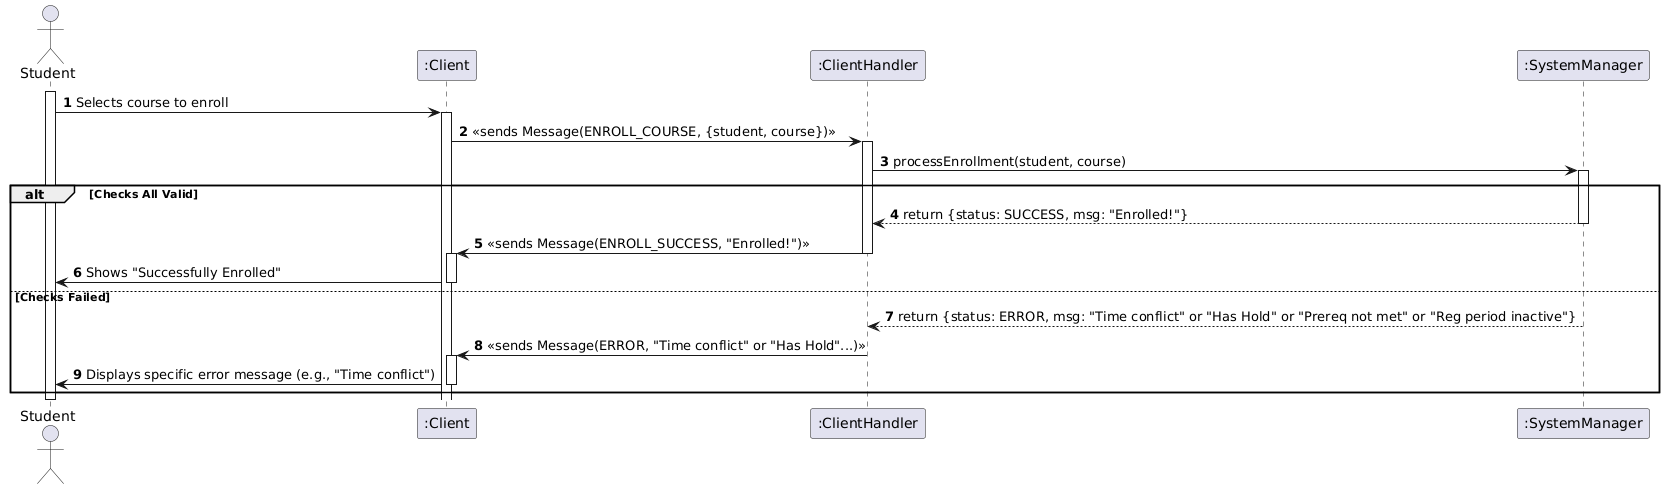 Student
:Client
:ClientHandler
:SystemManager
1 Selects course to enroll
2 «sends Message(ENROLL_COURSE, {student, course})»
3 processEnrollment(student, course)
alt [Checks All Valid]
4 return {status: SUCCESS, msg: "Enrolled!"}
5 «sends Message(ENROLL_SUCCESS, "Enrolled!")»
6 Shows "Successfully Enrolled"
[Checks Failed]
7 return {status: ERROR, msg: "Time conflict" or "Has Hold" or "Prereq not met" or "Reg period inactive"}
8 «sends Message(ERROR, "Time conflict" or "Has Hold"...)»
9 Displays specific error message (e.g., "Time conflict")
Student
:Client
:ClientHandler
:SystemManager